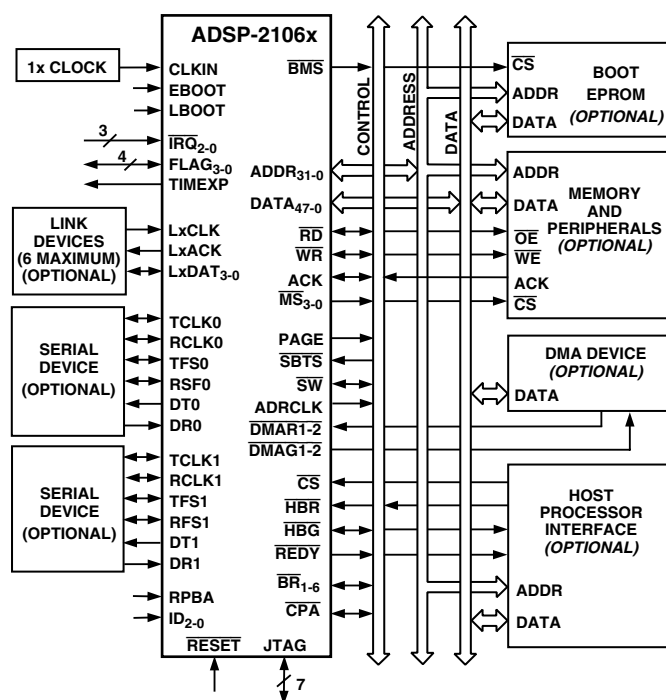 ADSP-2106x
1x CLOCK
CLKIN
EBOOT
LBOOT
3
IRQ2-0
4
FLAG3-0
TIMEXP
LINK
DEVICES
(6 MAXIMUM)
(OPTIONAL)
LxCLK
LxACK
LxDAT3-0
SERIAL
DEVICE
(OPTIONAL)
TCLK0
RCLK0
TFS0
RSF0
DT0
DR0
SERIAL
DEVICE
(OPTIONAL)
TCLK1
RCLK1
TFS1
RFS1
DT1
DR1
RPBA
ID2-0
RESET
JTAG
7
BMS
ADDR31-0
DATA47-0
RD
WR
ACK
MS3-0
PAGE
SBTS
SW
ADRCLK
DMAR1-2
DMAG1-2
CS
HBR
HBG
REDY
BR1-6
CPA
CONTROL
ADDRESS
DATA
CS
BOOT
EPROM
(OPTIONAL)
ADDR
DATA
ADDR
MEMORY
AND
PERIPHERALS
(OPTIONAL)
DATA
OE
WE
ACK
CS
DMA DEVICE
(OPTIONAL)
DATA
HOST
PROCESSOR
INTERFACE
(OPTIONAL)
ADDR
DATA